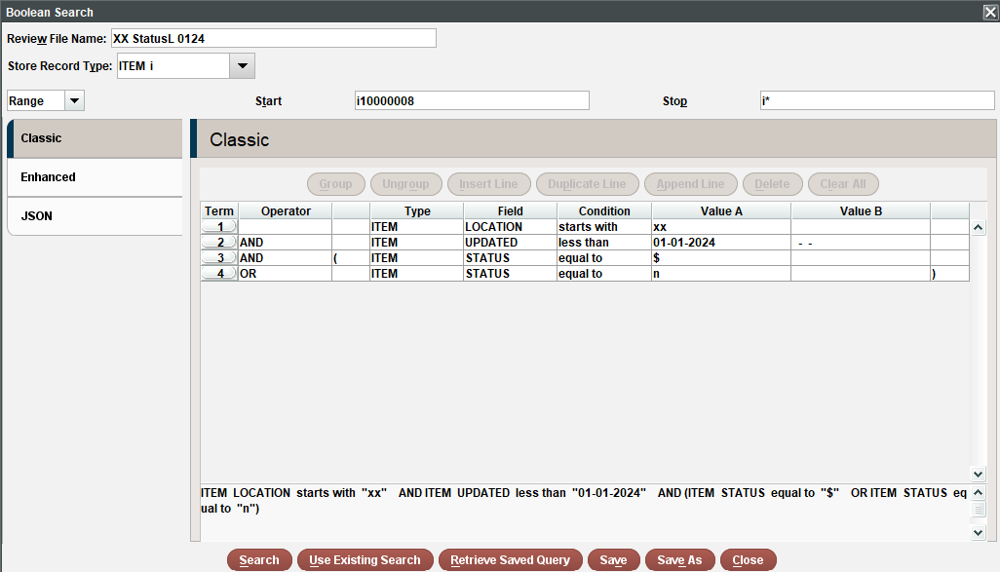 Boolean Search
Review File Name: XX StatusL 0124
Store Record Type: ITEM i
Range Start i10000008 Stop i*
Classic
Enhanced
JSON
Classic
Group Ungroup Insert Line Duplicate Line Append Line Delete Clear All
Term Operator Type Field Condition Value A Value B
1 ITEM LOCATION starts with xx
2 AND ITEM UPDATED less than 01-01-2024 - -
3 AND ( ITEM STATUS equal to $
4 OR ITEM STATUS equal to n )
ITEM LOCATION starts with "xx" AND ITEM UPDATED less than "01-01-2024" AND (ITEM STATUS equal to "$" OR ITEM STATUS eq
ual to "n")
Search Use Existing Search Retrieve Saved Query Save Save As Close